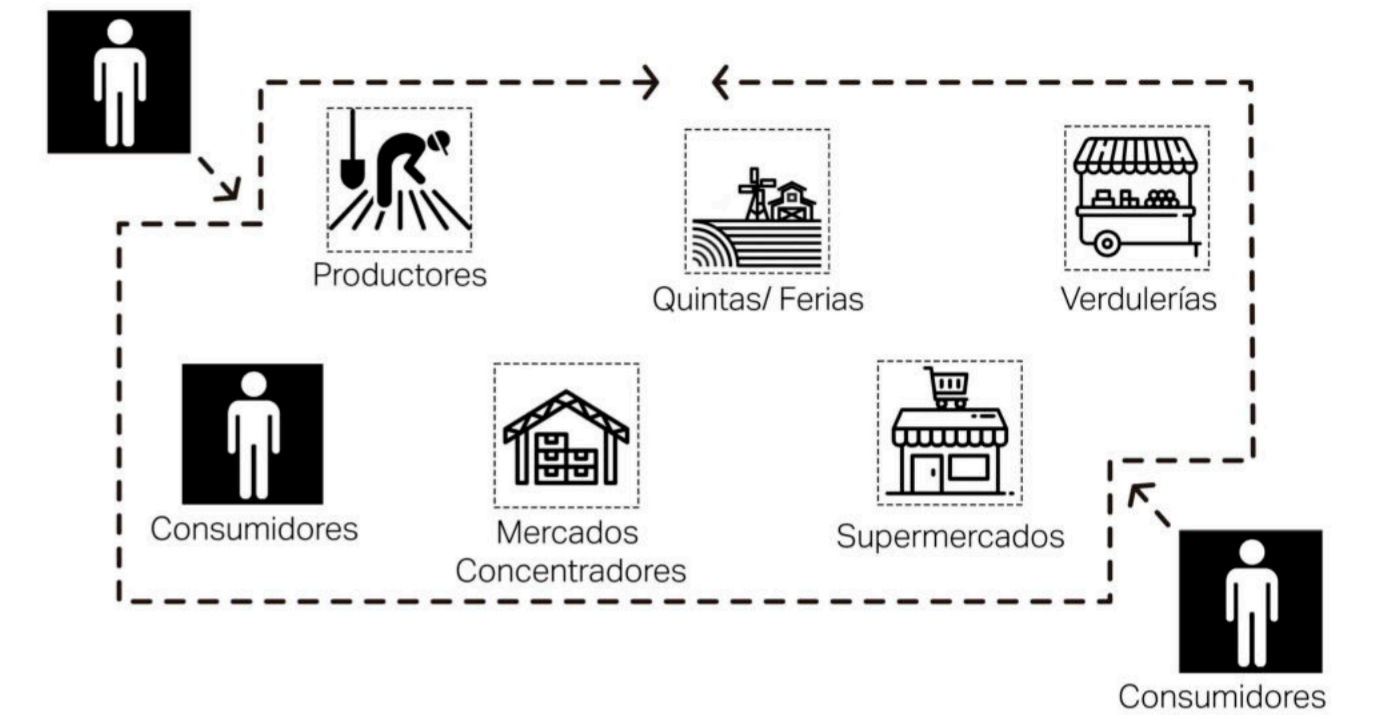 Productores
Quintas/ Ferias
Verdulerías
Consumidores
Mercados
Concentradores
Supermercados
Consumidores